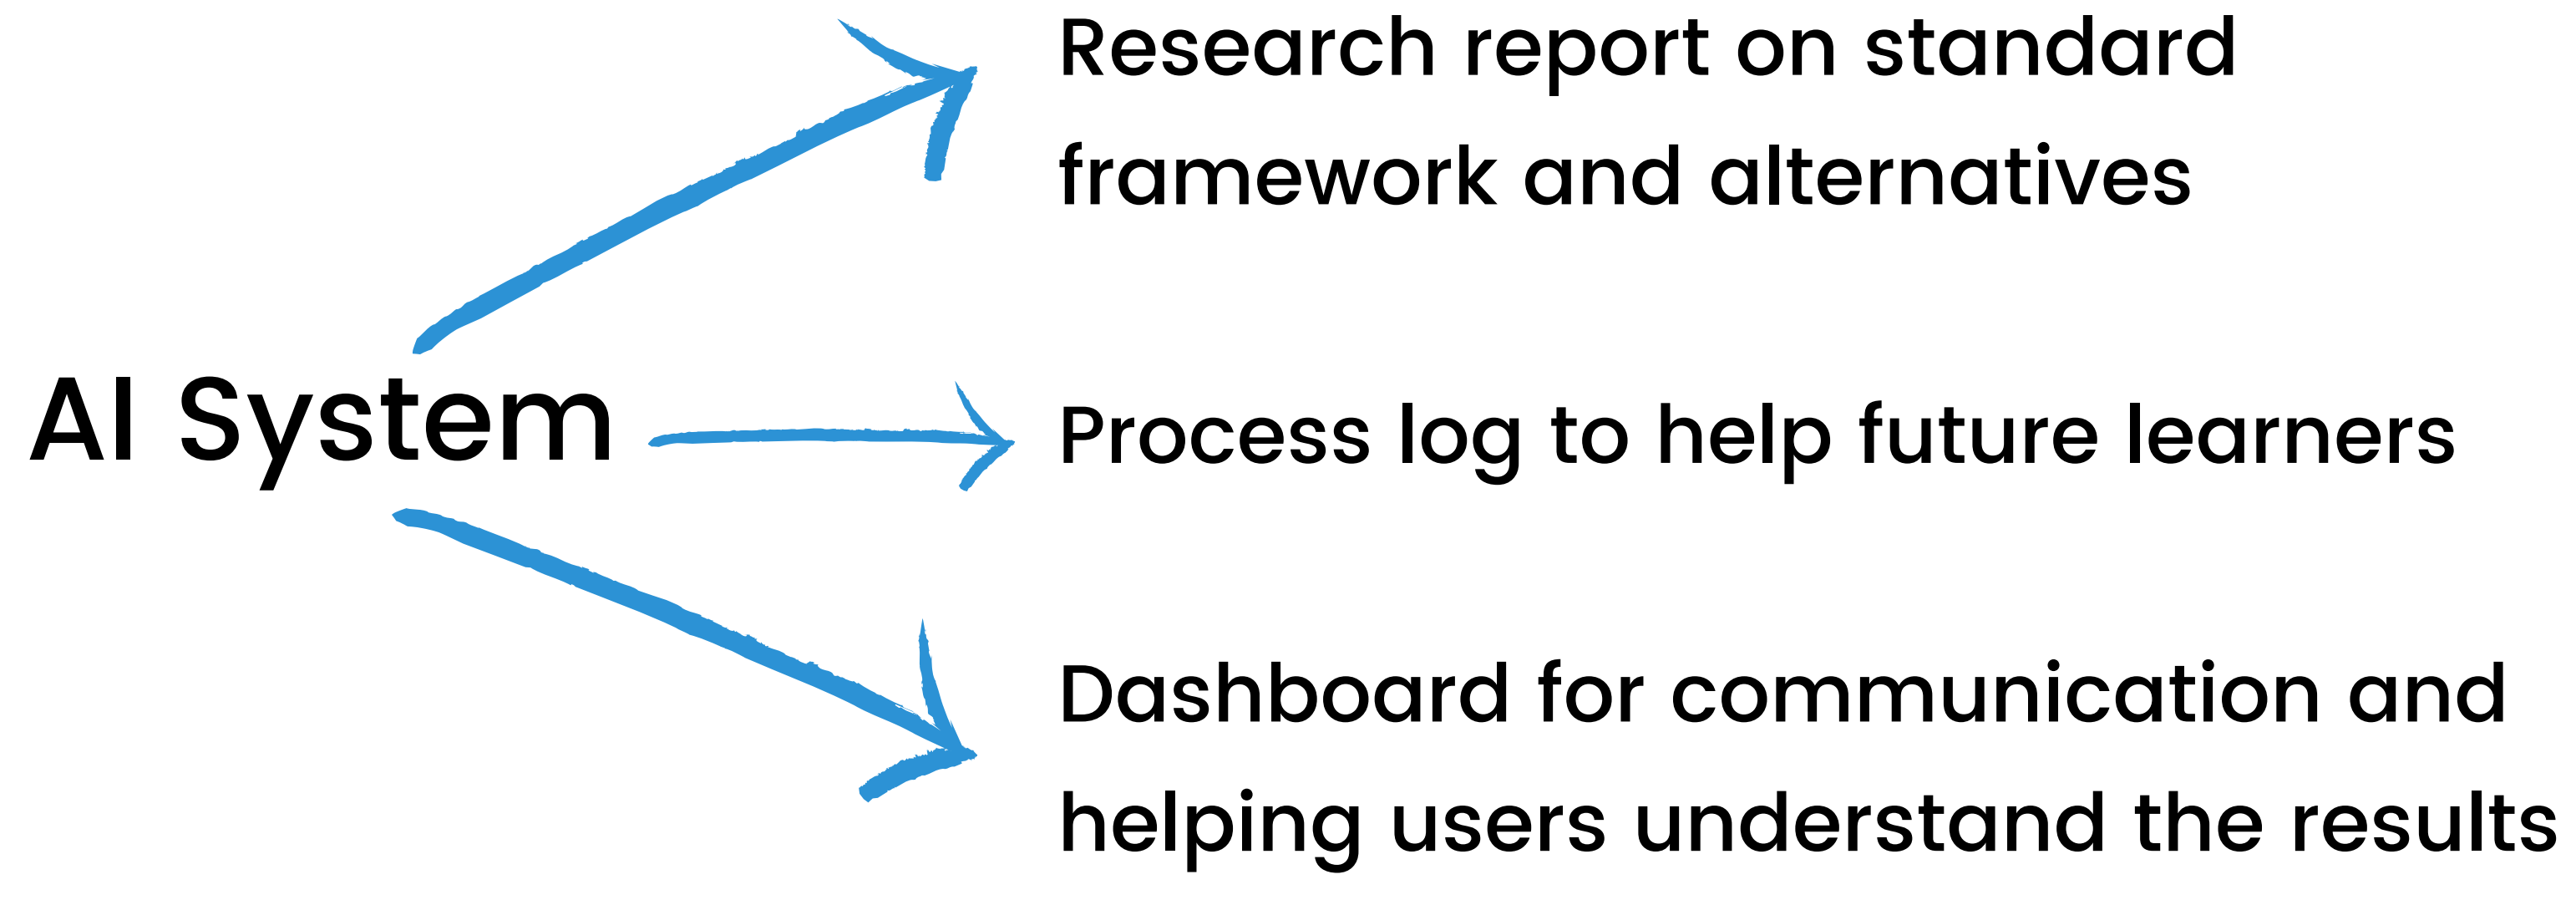 Research report on standard
framework and alternatives
AI System
Process log to help future learners
Dashboard for communication and
helping users understand the results